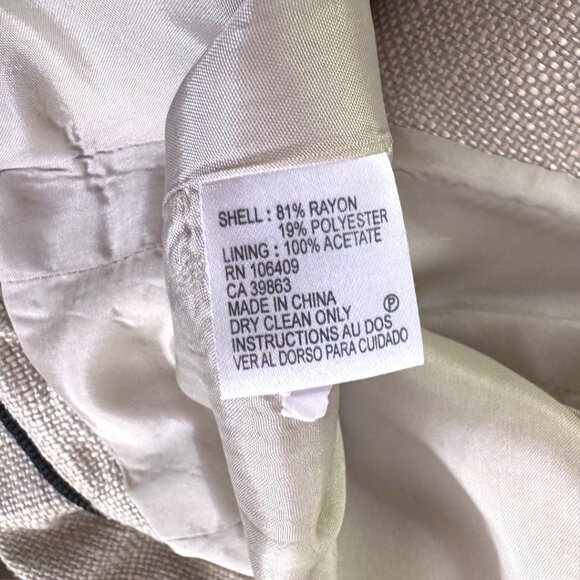 SHELL : 81% RAYON
19% POLYESTER
LINING : 100% ACETATE
RN 106409
CA 39863
MADE IN CHINA
DRY CLEAN ONLY Ⓟ
INSTRUCTIONS AU DOS
VER AL DORSO PARA CUIDADO